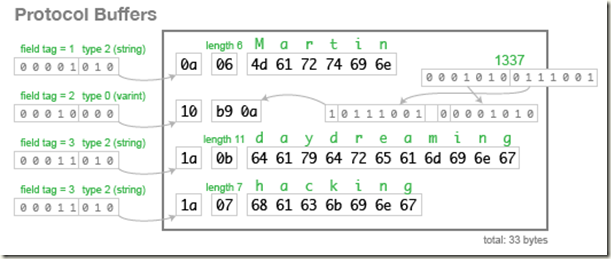 Protocol Buffers
field tag = 1 type 2 (string)
0 0 0 0 1 0 1 0
0a
length 6
06
M a r t i n
4d 61 72 74 69 6e
1337
0 0 0 1 0 1 0 0 1 1 1 0 0 1
field tag = 2 type 0 (varint)
0 0 0 1 0 0 0 0
10
b9 0a
1 0 1 1 1 0 0 1 0 0 0 0 1 0 1 0
field tag = 3 type 2 (string)
0 0 0 1 1 0 1 0
1a
length 11
0b
d a y d r e a m i n g
64 61 79 64 72 65 61 6d 69 6e 67
field tag = 3 type 2 (string)
0 0 0 1 1 0 1 0
1a
length 7
07
h a c k i n g
68 61 63 6b 69 6e 67
total: 33 bytes